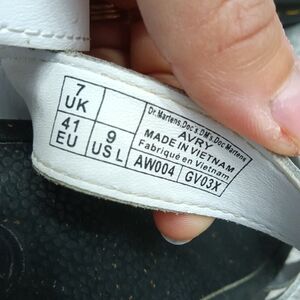 7
UK
41
EU
9
US L
Dr.Martens,Doc's,DM's,Doc Martens
AVRY
MADE IN VIETNAM
Fabriqué en Vietnam
AW004
GV03X